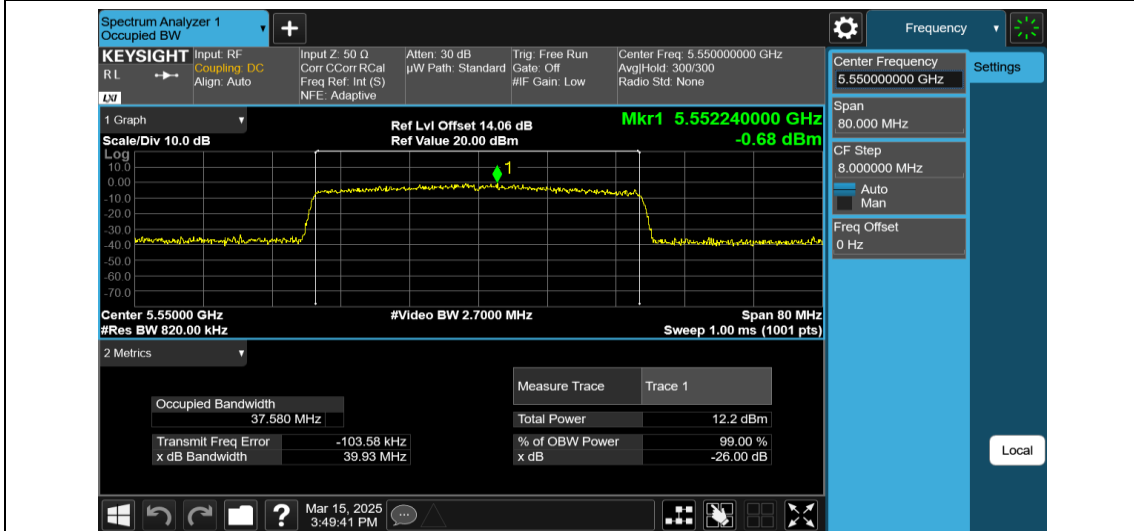 Spectrum Analyzer 1
Occupied BW
Frequency
KEYSIGHT
R L
LXI
Input: RF
Coupling: DC
Align: Auto
Input Z: 50 Ω
Corr CCorr RCal
Freq Ref: Int (S)
NFE: Adaptive
Atten: 30 dB
µW Path: Standard
Trig: Free Run
Gate: Off
#IF Gain: Low
Center Freq: 5.550000000 GHz
Avg|Hold: 300/300
Radio Std: None
Center Frequency
5.550000000 GHz
Settings
Span
80.000 MHz
CF Step
8.000000 MHz
Auto
Man
Freq Offset
0 Hz
Local
1 Graph
Scale/Div 10.0 dB
Ref Lvl Offset 14.06 dB
Ref Value 20.00 dBm
Mkr1 5.552240000 GHz
-0.68 dBm
Log
10.0
0.00
-10.0
-20.0
-30.0
-40.0
-50.0
-60.0
-70.0
1
Center 5.55000 GHz
#Res BW 820.00 kHz
#Video BW 2.7000 MHz
Span 80 MHz
Sweep 1.00 ms (1001 pts)
2 Metrics
Measure Trace Trace 1
Occupied Bandwidth
37.580 MHz
Total Power 12.2 dBm
Transmit Freq Error -103.58 kHz
% of OBW Power 99.00 %
x dB Bandwidth 39.93 MHz
x dB -26.00 dB
Mar 15, 2025
3:49:41 PM